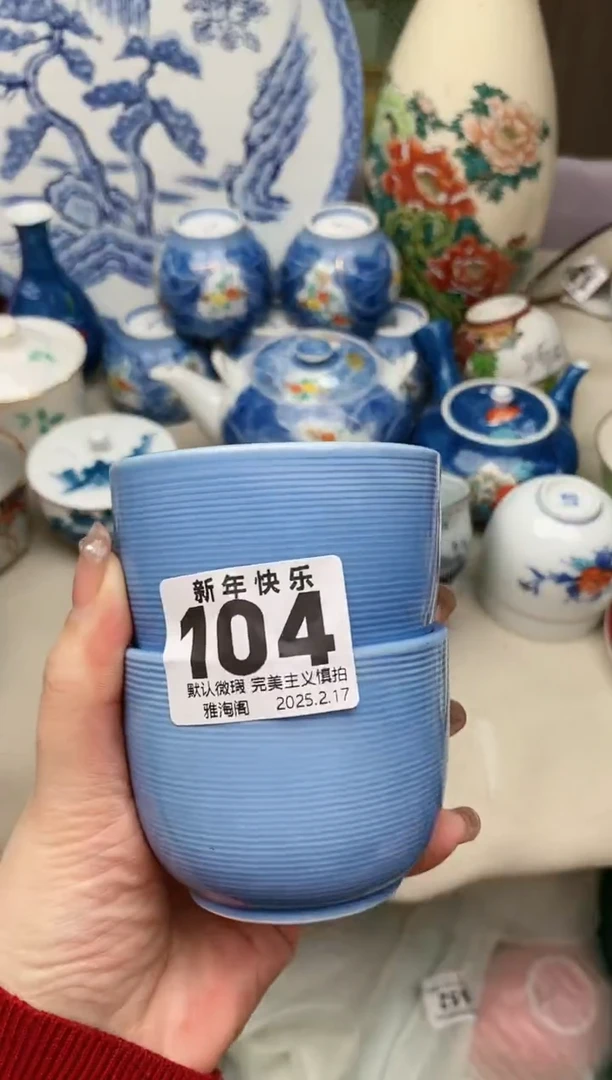 新年快乐
104
默认微瑕 完美主义慎拍
雅淘阁 2025.2.17